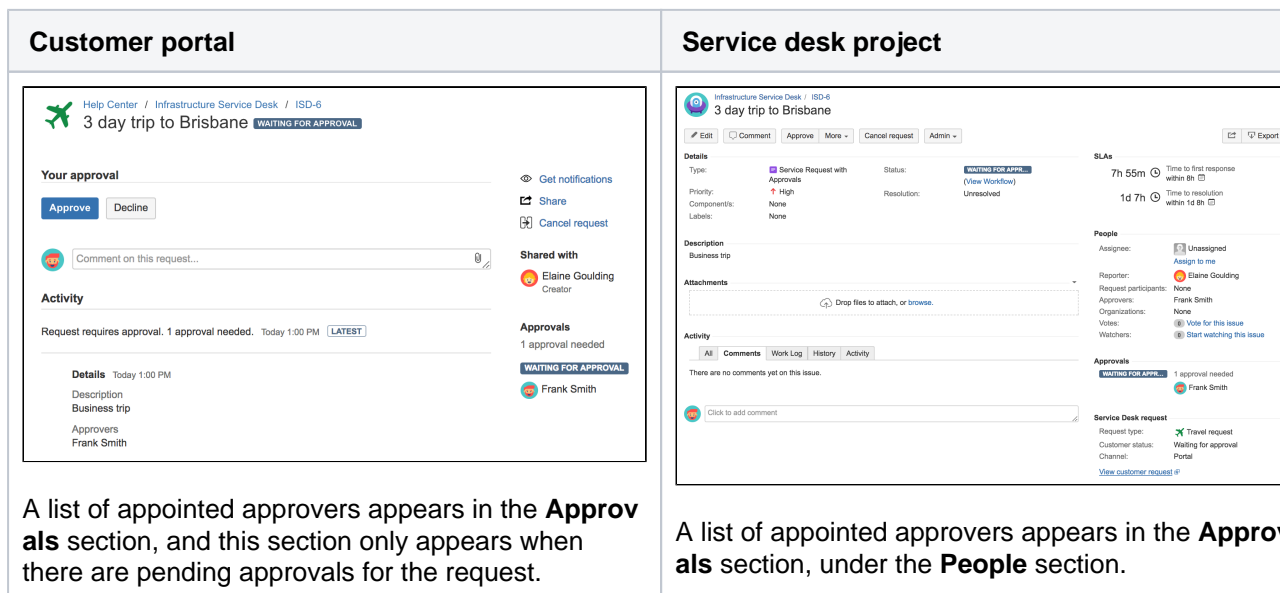 Customer portal
Help Center / Infrastructure Service Desk / ISD-6
3 day trip to Brisbane WAITING FOR APPROVAL
Your approval
Approve Decline
Comment on this request...
Activity
Request requires approval. 1 approval needed. Today 1:00 PM LATEST
Details Today 1:00 PM
Description
Business trip
Approvers
Frank Smith
Get notifications
Share
Cancel request
Shared with
Elaine Goulding
Creator
Approvals
1 approval needed
WAITING FOR APPROVAL
Frank Smith
A list of appointed approvers appears in the Approv
als section, and this section only appears when
there are pending approvals for the request.
Service desk project
Infrastructure Service Desk / ISD-6
3 day trip to Brisbane
Edit Comment Approve More Cancel request Admin Export
Details
Type: Service Request with
Approvals
Status: WAITING FOR APPR...
(View Workflow)
Priority: High
Resolution: Unresolved
Component/s: None
Labels: None
Description
Business trip
Attachments
Drop files to attach, or browse.
Activity
All Comments Work Log History Activity
There are no comments yet on this issue.
Click to add comment
SLAs
7h 55m Time to first response
within 8h
1d 7h Time to resolution
within 1d 8h
People
Assignee: Unassigned
Assign to me
Reporter: Elaine Goulding
Request participants: None
Approvers: Frank Smith
Organizations: None
Votes: 0 Vote for this issue
Watchers: 0 Start watching this issue
Approvals
WAITING FOR APPR... 1 approval needed
Frank Smith
Service Desk request
Request type: Travel request
Customer status: Waiting for approval
Channel: Portal
View customer request
A list of appointed approvers appears in the Approv
als section, under the People section.